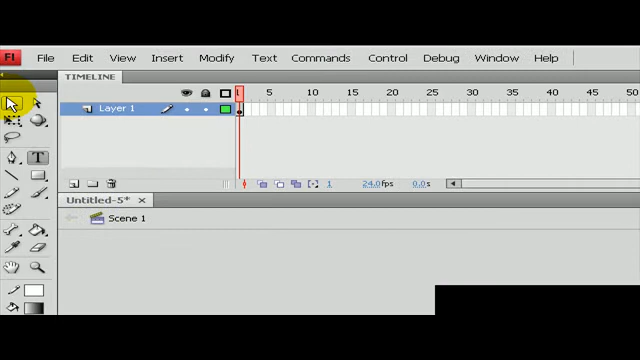 Fl File Edit View Insert Modify Text Commands Control Debug Window Help
TIMELINE
1 5 10 15 20 25 30 35 40 45 50
Layer 1
1 24.0fps 0.0s
Untitled-5* ×
Scene 1
T